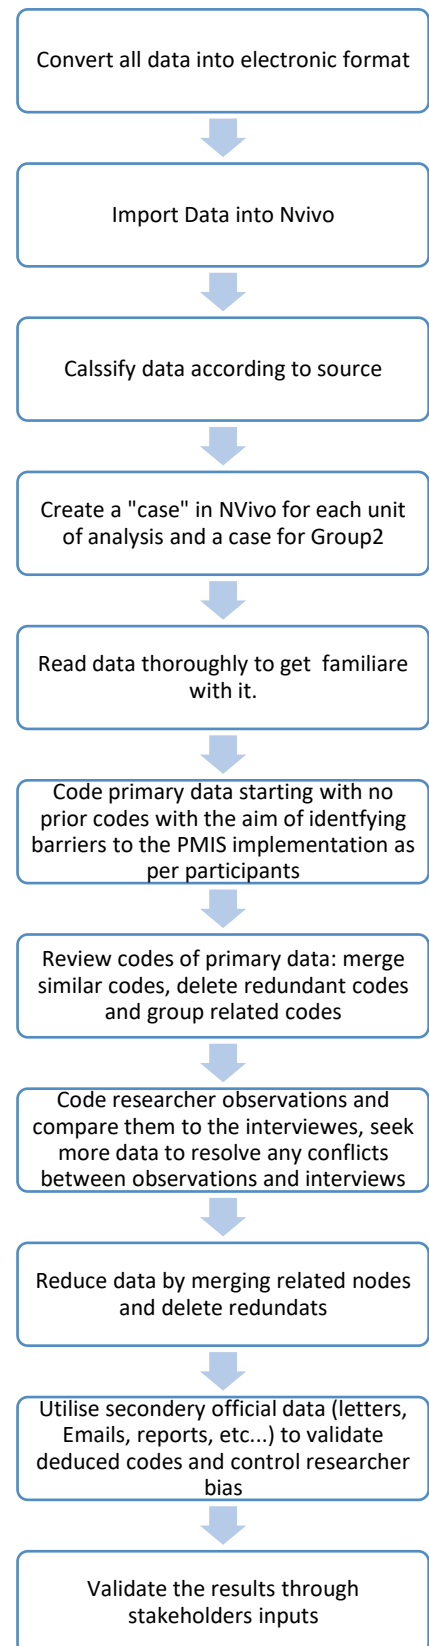 Convert all data into electronic format
Import Data into Nvivo
Calssify data according to source
Create a "case" in NVivo for each unit
of analysis and a case for Group2
Read data thoroughly to get  familiare
with it.
Code primary data starting with no
prior codes with the aim of identfying
barriers to the PMIS implementation as
per participants
Review codes of primary data: merge
similar codes, delete redundant codes
and group related codes
Code researcher observations and
compare them to the interviewes, seek
more data to resolve any conflicts
between observations and interviews
Reduce data by merging related nodes
and delete redundats
Utilise secondery official data (letters,
Emails, reports, etc...) to validate
deduced codes and control researcher
bias
Validate the results through
stakeholders inputs